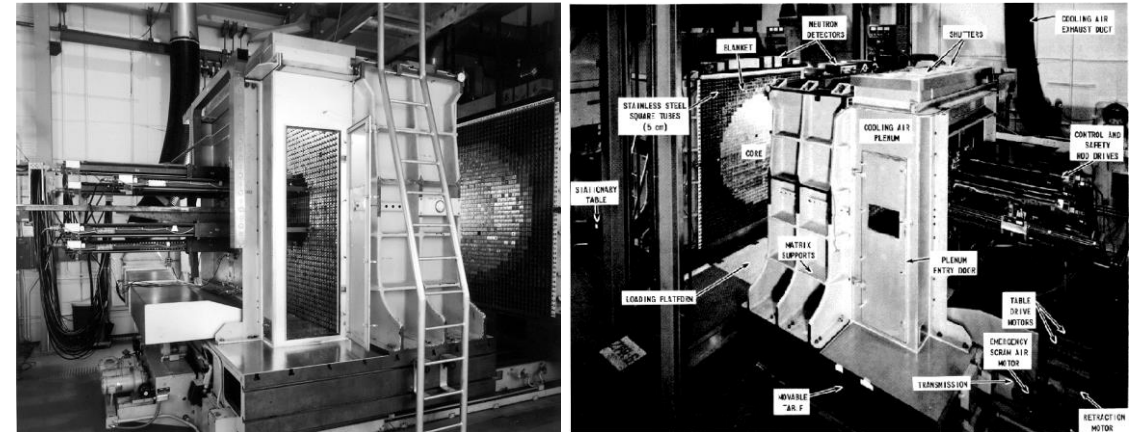 NEUTRON
DETECTORS
COOLING AIR
EXHAUST DUCT
BLANKET
SHUTTERS
STAINLESS STEEL
SQUARE TUBES
(5 cm)
COOLING AIR
PLENUM
CONTROL AND
SAFETY
ROD DRIVES
CORE
STATIONARY
TABLE
MATRIX
SUPPORTS
PLENUM
ENTRY DOOR
LOADING PLATFORM
TABLE
DRIVE
MOTORS
EMERGENCY
SCRAM AIR
MOTOR
TRANSMISSION
MOVABLE
TABLE
RETRACTION
MOTOR